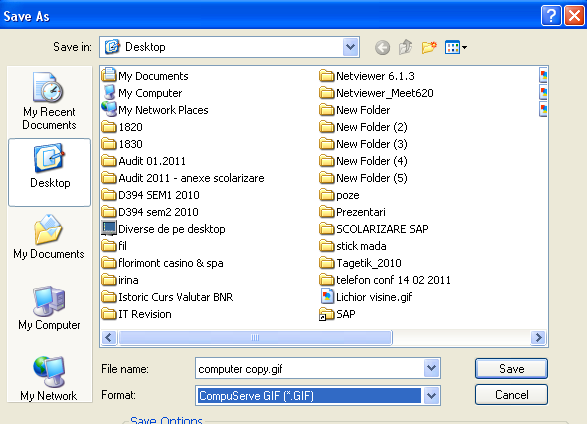 Save As
Save in:
Desktop
My Recent
Documents
Desktop
My Documents
My Computer
My Network
My Documents
My Computer
My Network Places
1820
1830
Audit 01.2011
Audit 2011 - anexe scolarizare
D394 SEM1 2010
D394 sem2 2010
Diverse de pe desktop
fil
florimont casino & spa
irina
Istoric Curs Valutar BNR
IT Revision
Netviewer 6.1.3
Netviewer_Meet620
New Folder
New Folder (2)
New Folder (3)
New Folder (4)
New Folder (5)
poze
Prezentari
SCOLARIZARE SAP
stick mada
Tagetik_2010
telefon conf 14 02 2011
Lichior visine.gif
SAP
File name:
computer copy.gif
Save
Format:
CompuServe GIF (*.GIF)
Cancel
Save Options